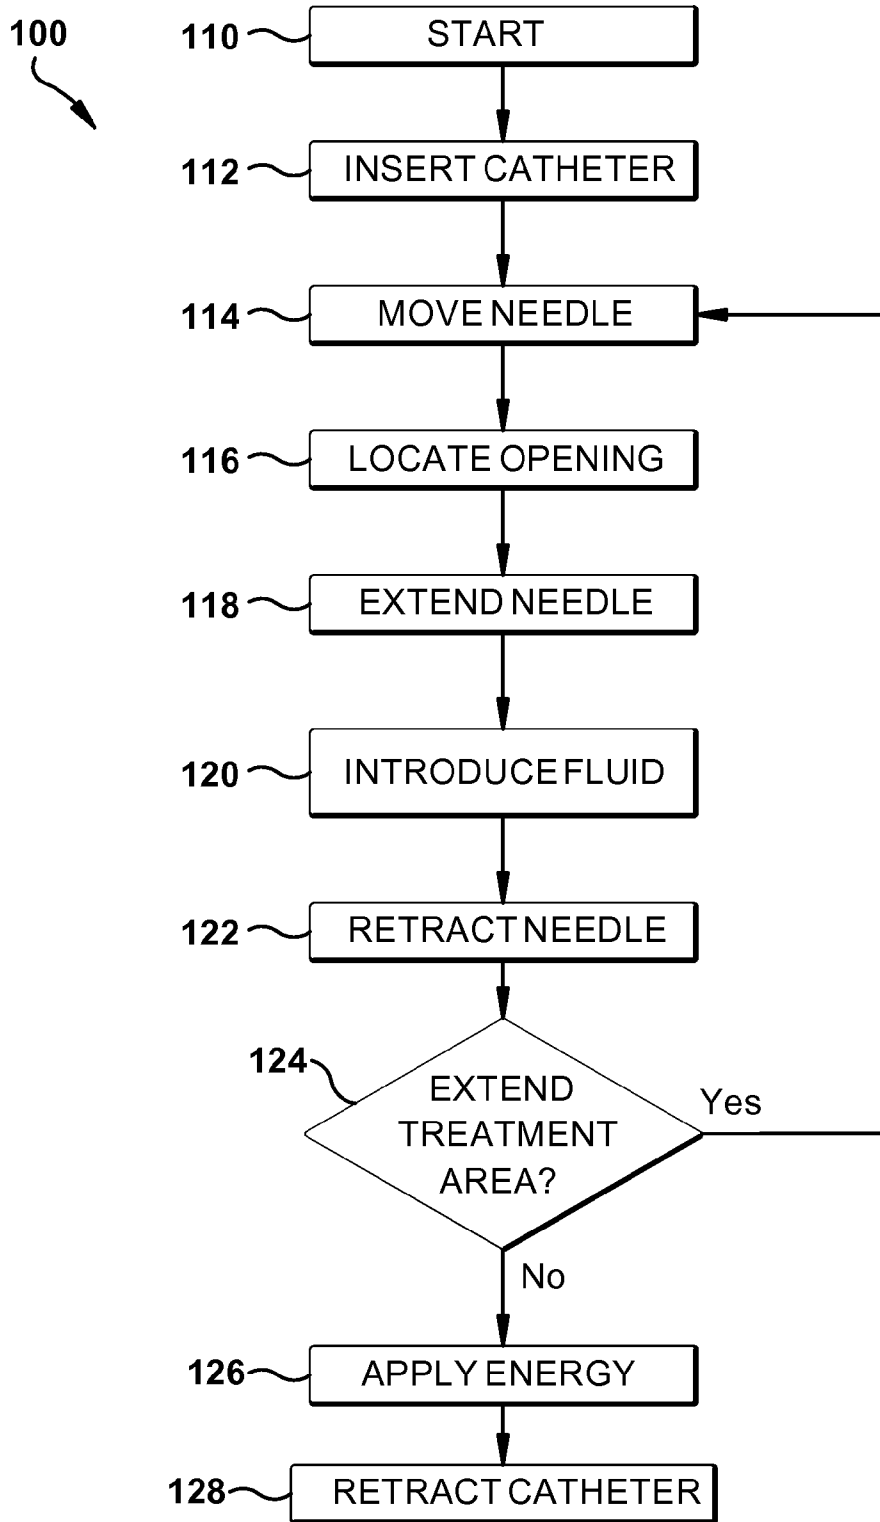 100
110 START
112 INSERT CATHETER
114 MOVE NEEDLE
116 LOCATE OPENING
118 EXTEND NEEDLE
120 INTRODUCE FLUID
122 RETRACT NEEDLE
124
EXTEND
TREATMENT
AREA?
Yes
No
126 APPLY ENERGY
128 RETRACT CATHETER